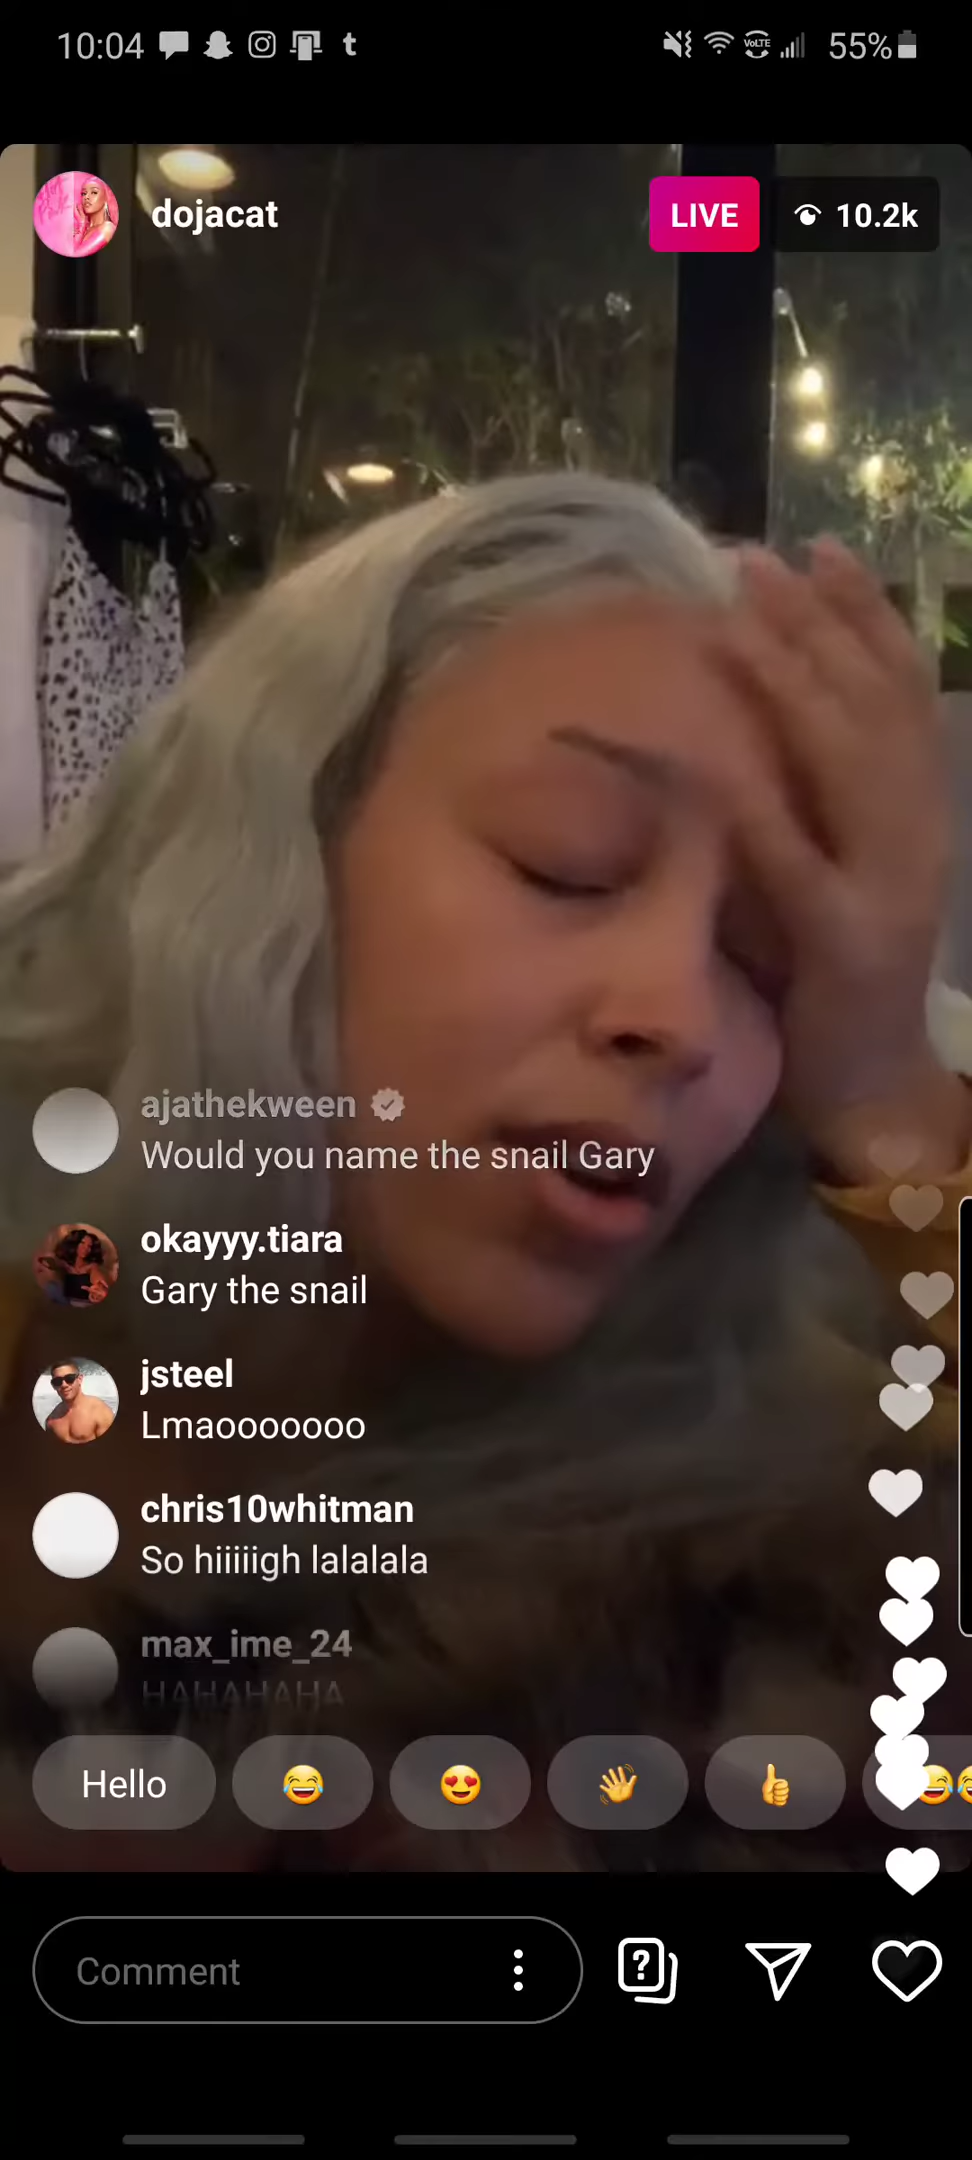 10:04 t VoLTE 55%
dojacat LIVE 10.2k
ajathekween
Would you name the snail Gary
okayyy.tiara
Gary the snail
jsteel
Lmaooooooo
chris10whitman
So hiiiiigh lalalala
max_ime_24
HAHAHAHA
Hello
Comment ?